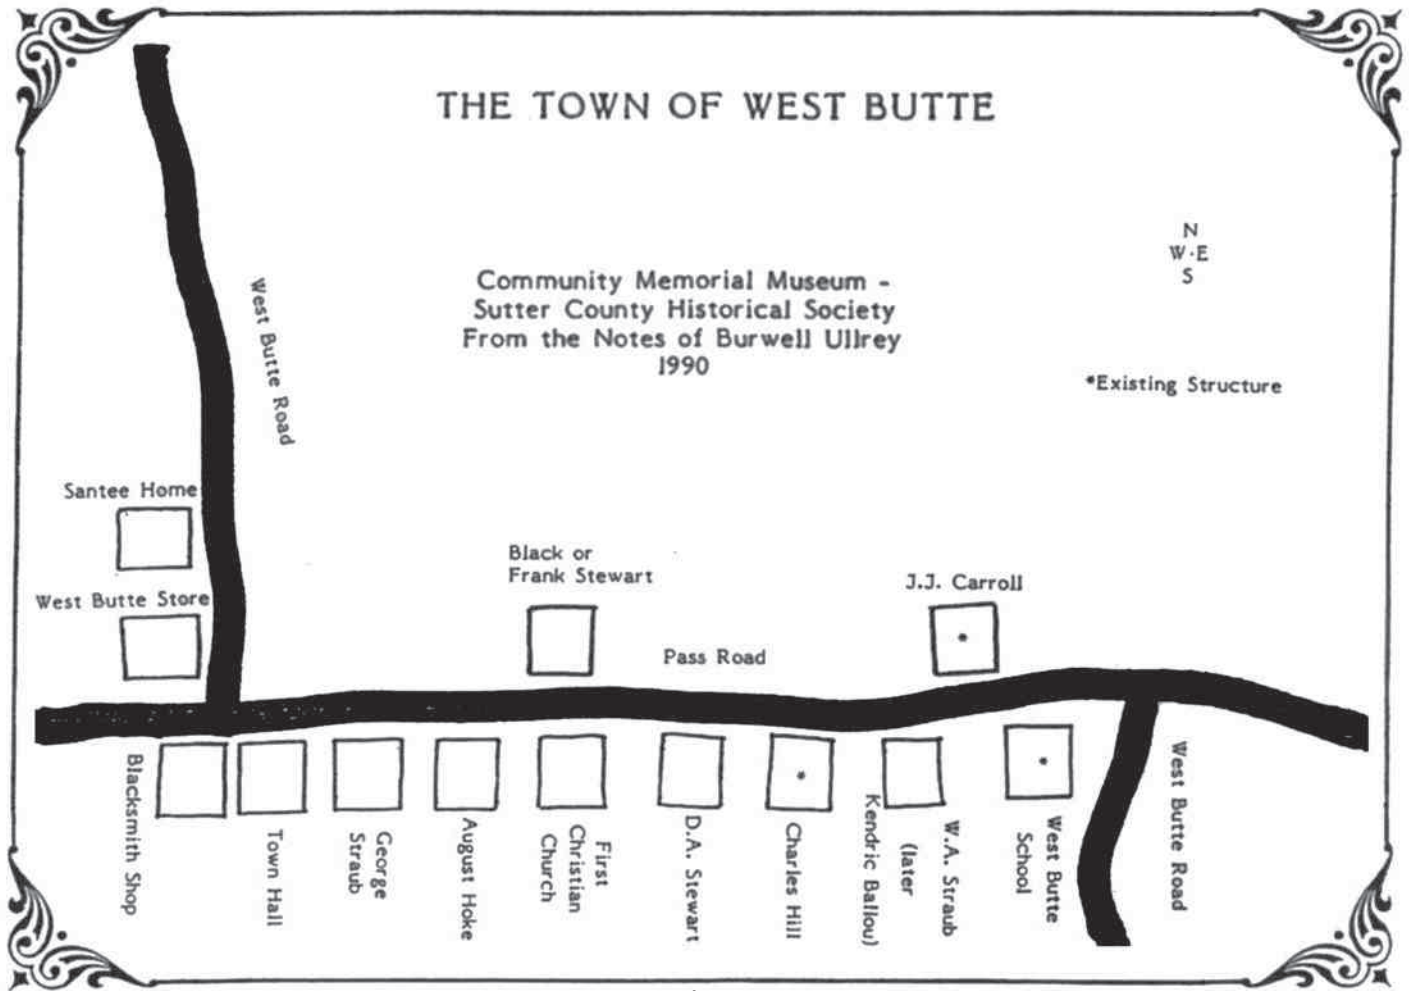 THE TOWN OF WEST BUTTE
N
W·E
S
Community Memorial Museum -
Sutter County Historical Society
From the Notes of Burwell Ullrey
1990
*Existing Structure
West Butte Road
Santee Home
West Butte Store
Black or
Frank Stewart
J.J. Carroll
*
Pass Road
*
*
Blacksmith Shop
Town Hall
George
Straub
August Hoke
First
Christian
Church
D.A. Stewart
Charles Hill
W.A. Straub
(later
Kendric Ballou)
West Butte
School
West Butte Road